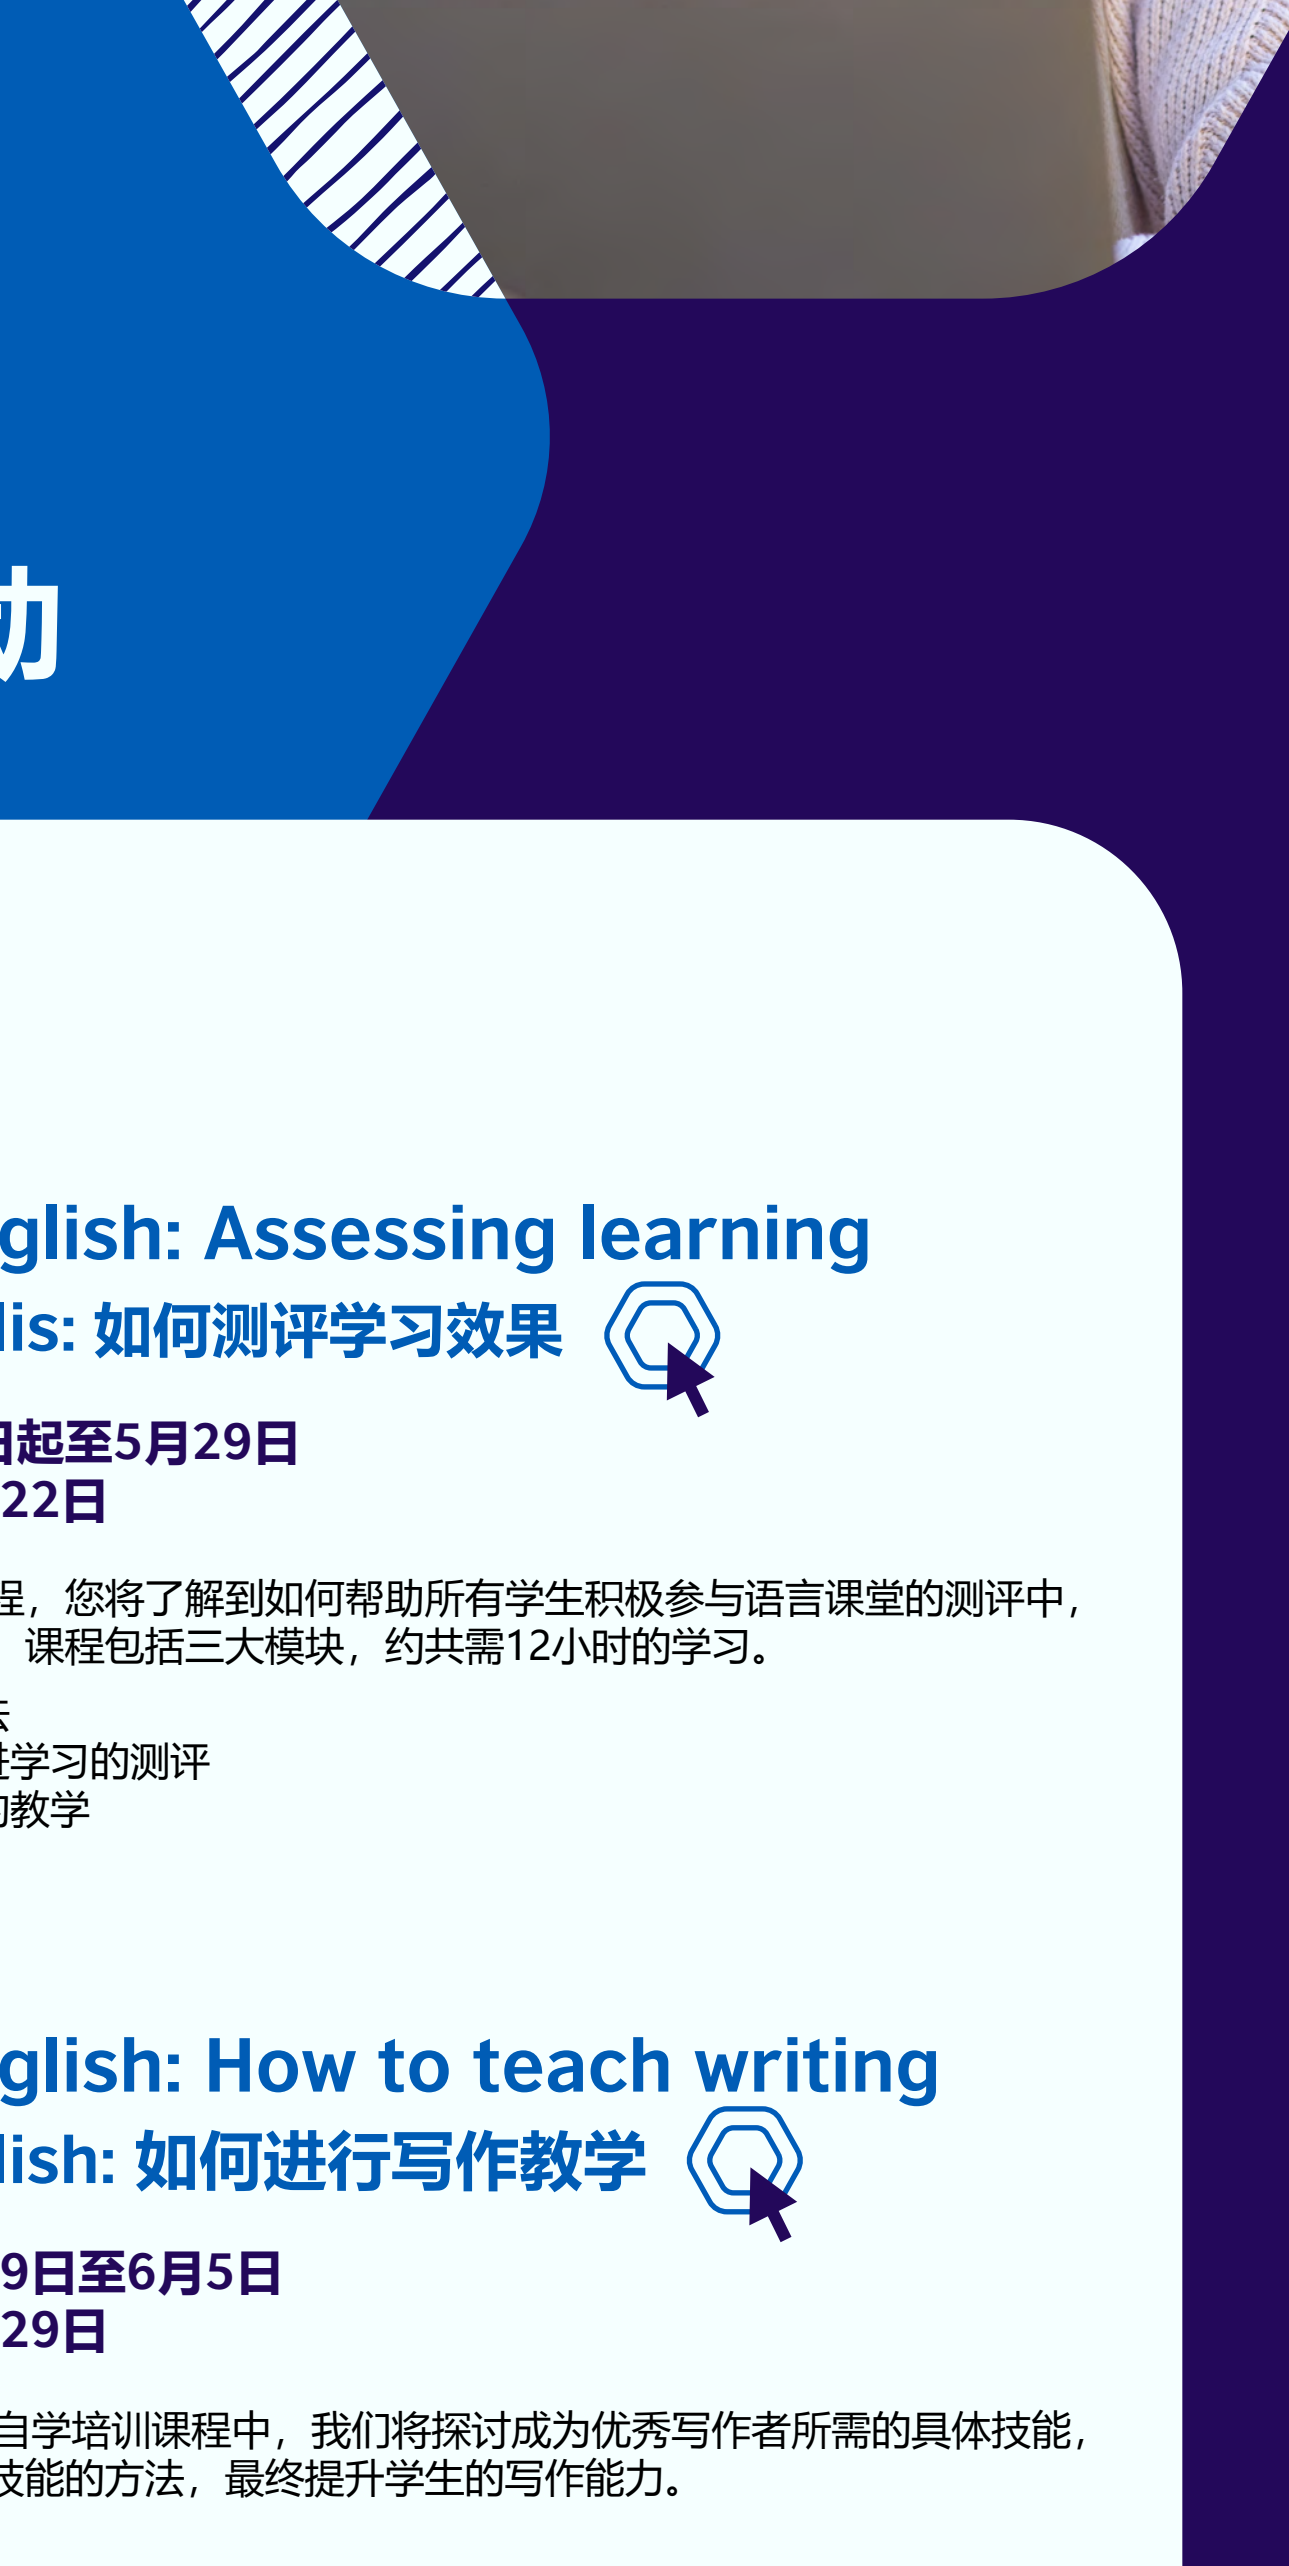 动
glish: Assessing learning
lis: 如何测评学习效果
日起至5月29日
22日
程，您将了解到如何帮助所有学生积极参与语言课堂的测评中，
课程包括三大模块，约共需12小时的学习。
法
进学习的测评
的教学
glish: How to teach writing
lish: 如何进行写作教学
9日至6月5日
29日
自学培训课程中，我们将探讨成为优秀写作者所需的具体技能，
技能的方法，最终提升学生的写作能力。